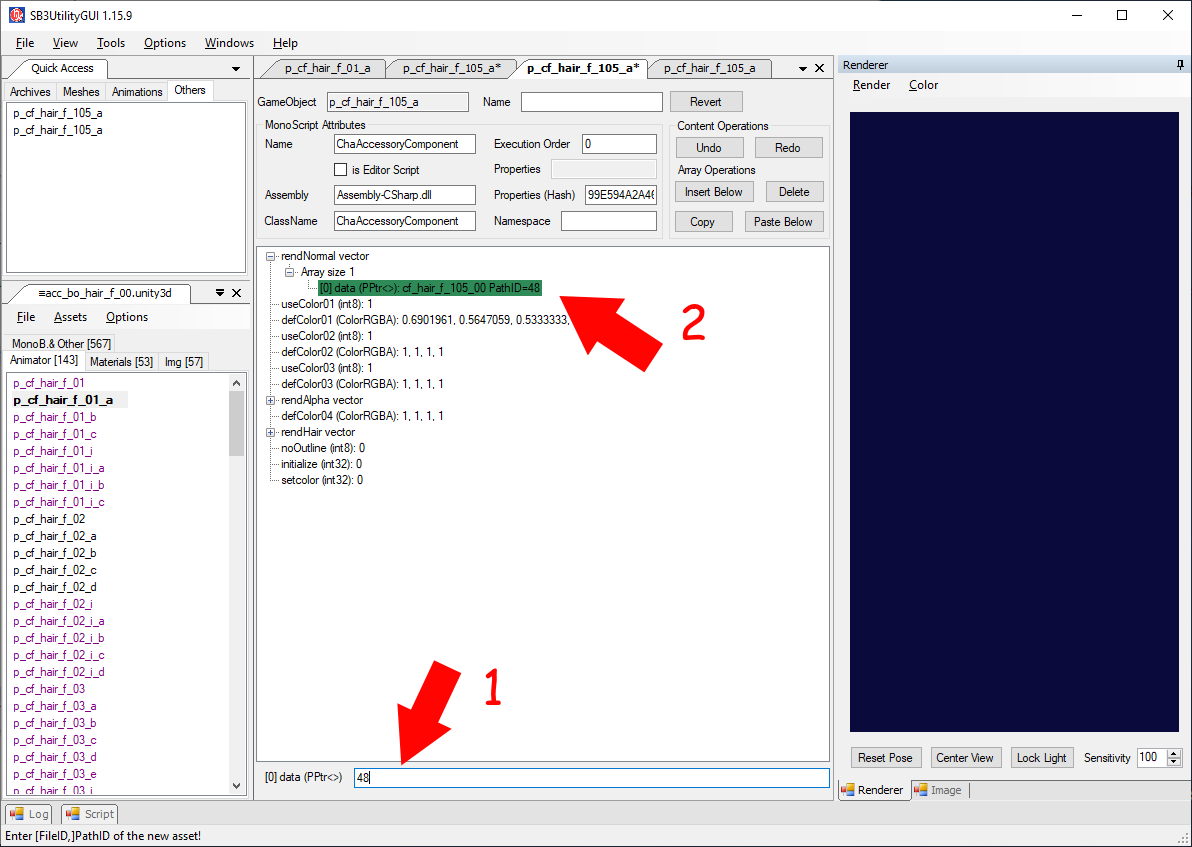 SB3UtilityGUI 1.15.9
File View Tools Options Windows Help
Quick Access
Archives Meshes Animations Others
p_cf_hair_f_105_a
p_cf_hair_f_105_a
≡acc_bo_hair_f_00.unity3d
File Assets Options
MonoB.& Other [567]
Animator [143] Materials [53] Img [57]
p_cf_hair_f_01
p_cf_hair_f_01_a
p_cf_hair_f_01_b
p_cf_hair_f_01_c
p_cf_hair_f_01_i
p_cf_hair_f_01_i_a
p_cf_hair_f_01_i_b
p_cf_hair_f_01_i_c
p_cf_hair_f_02
p_cf_hair_f_02_a
p_cf_hair_f_02_b
p_cf_hair_f_02_c
p_cf_hair_f_02_d
p_cf_hair_f_02_i
p_cf_hair_f_02_i_a
p_cf_hair_f_02_i_b
p_cf_hair_f_02_i_c
p_cf_hair_f_02_i_d
p_cf_hair_f_03
p_cf_hair_f_03_a
p_cf_hair_f_03_b
p_cf_hair_f_03_c
p_cf_hair_f_03_d
p_cf_hair_f_03_e
p_cf_hair_f_03_i
p_cf_hair_f_01_a p_cf_hair_f_105_a* p_cf_hair_f_105_a* p_cf_hair_f_105_a
GameObject p_cf_hair_f_105_a Name Revert
MonoScript Attributes
Name ChaAccessoryComponent Execution Order 0
is Editor Script Properties
Assembly Assembly-CSharp.dll Properties (Hash) 99E594A2A46
ClassName ChaAccessoryComponent Namespace
Content Operations
Undo Redo
Array Operations
Insert Below Delete
Copy Paste Below
rendNormal vector
Array size 1
[0] data (PPtr<>): cf_hair_f_105_00 PathID=48
useColor01 (int8): 1
defColor01 (ColorRGBA): 0.6901961, 0.5647059, 0.5333333,
useColor02 (int8): 1
defColor02 (ColorRGBA): 1, 1, 1, 1
useColor03 (int8): 1
defColor03 (ColorRGBA): 1, 1, 1, 1
rendAlpha vector
defColor04 (ColorRGBA): 1, 1, 1, 1
rendHair vector
noOutline (int8): 0
initialize (int32): 0
setcolor (int32): 0
2
1
[0] data (PPtr<>) 48
Renderer
Render Color
Reset Pose Center View Lock Light Sensitivity 100
Renderer Image
Log Script
Enter [FileID,]PathID of the new asset!